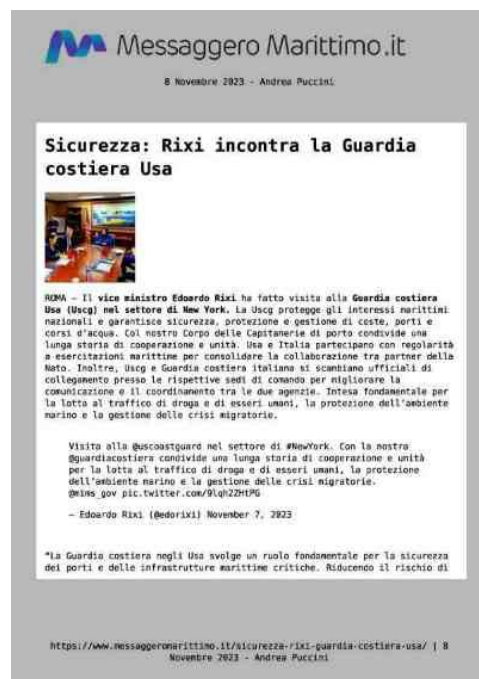 Messaggero Marittimo.it
8 Novembre 2023 - Andrea Puccini
Sicurezza: Rixi incontra la Guardia
costiera Usa
ROMA – Il vice ministro Edoardo Rixi ha fatto visita alla Guardia costiera
Usa (Uscg) nel settore di New York. La Uscg protegge gli interessi marittimi
nazionali e garantisce sicurezza, protezione e gestione di coste, porti e
corsi d'acqua. Col nostro Corpo delle Capitanerie di porto condivide una
lunga storia di cooperazione e unità. Usa e Italia partecipano con regolarità
a esercitazioni marittime per consolidare la collaborazione tra partner della
Nato. Inoltre, Uscg e Guardia costiera italiana si scambiano ufficiali di
collegamento presso le rispettive sedi di comando per migliorare la
comunicazione e il coordinamento tra le due agenzie. Intesa fondamentale per
la lotta al traffico di droga e di esseri umani, la protezione dell'ambiente
marino e la gestione delle crisi migratorie.
Visita alla @uscoastguard nel settore di #NewYork. Con la nostra
@guardiacostiera condivide una lunga storia di cooperazione e unità
per la lotta al traffico di droga e di esseri umani, la protezione
dell'ambiente marino e la gestione delle crisi migratorie.
@mims_gov pic.twitter.com/9lqh2ZHtPG
— Edoardo Rixi (@edorixi) November 7, 2023
"La Guardia costiera negli Usa svolge un ruolo fondamentale per la sicurezza
dei porti e delle infrastrutture marittime critiche. Riducendo il rischio di
https://www.messaggeromarittimo.it/sicurezza-rixi-guardia-costiera-usa/ | 8
Novembre 2023 - Andrea Puccini